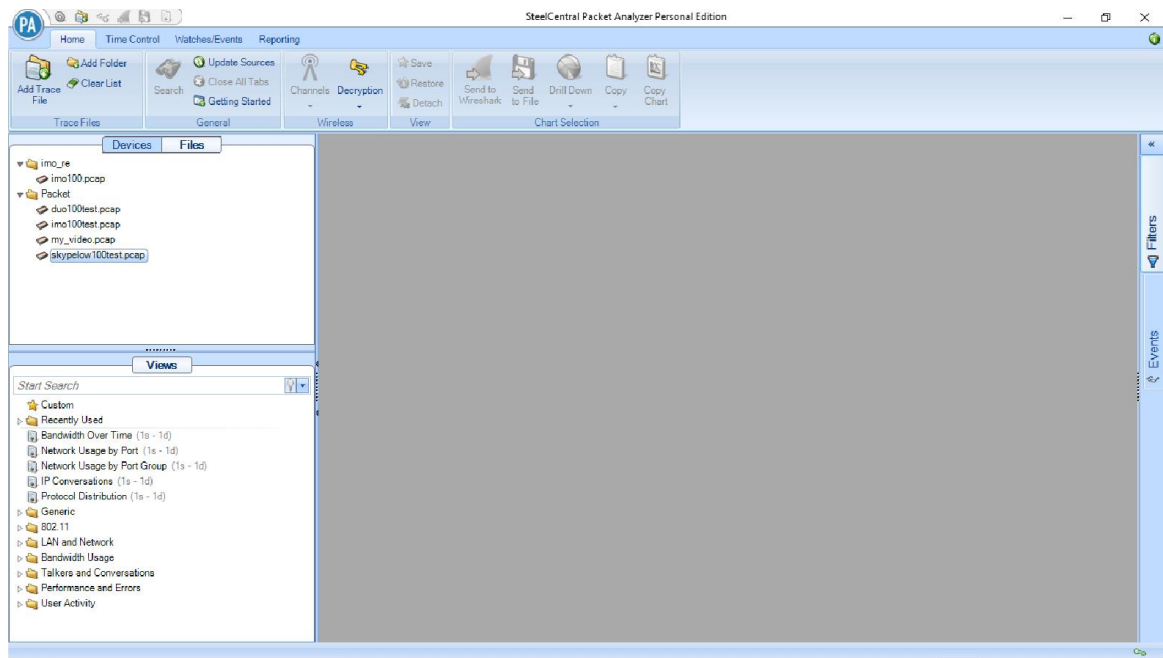 SteelCentral Packet Analyzer Personal Edition
PA
Home Time Control Watches/Events Reporting
Add Trace File
Add Folder
Clear List
Search
Update Sources
Close All Tabs
Getting Started
Channels
Decryption
Save
Restore
Detach
Send to Wireshark
Send to File
Drill Down
Copy
Copy Chart
Trace Files General Wireless View Chart Selection
Devices Files
imo_re
imo100.pcap
Packet
duo100test.pcap
imo100test.pcap
my_video.pcap
skypelow100test.pcap
Views
Start Search
Custom
Recently Used
Bandwidth Over Time (1s - 1d)
Network Usage by Port (1s - 1d)
Network Usage by Port Group (1s - 1d)
IP Conversations (1s - 1d)
Protocol Distribution (1s - 1d)
Generic
802.11
LAN and Network
Bandwidth Usage
Talkers and Conversations
Performance and Errors
User Activity
Filters
Events